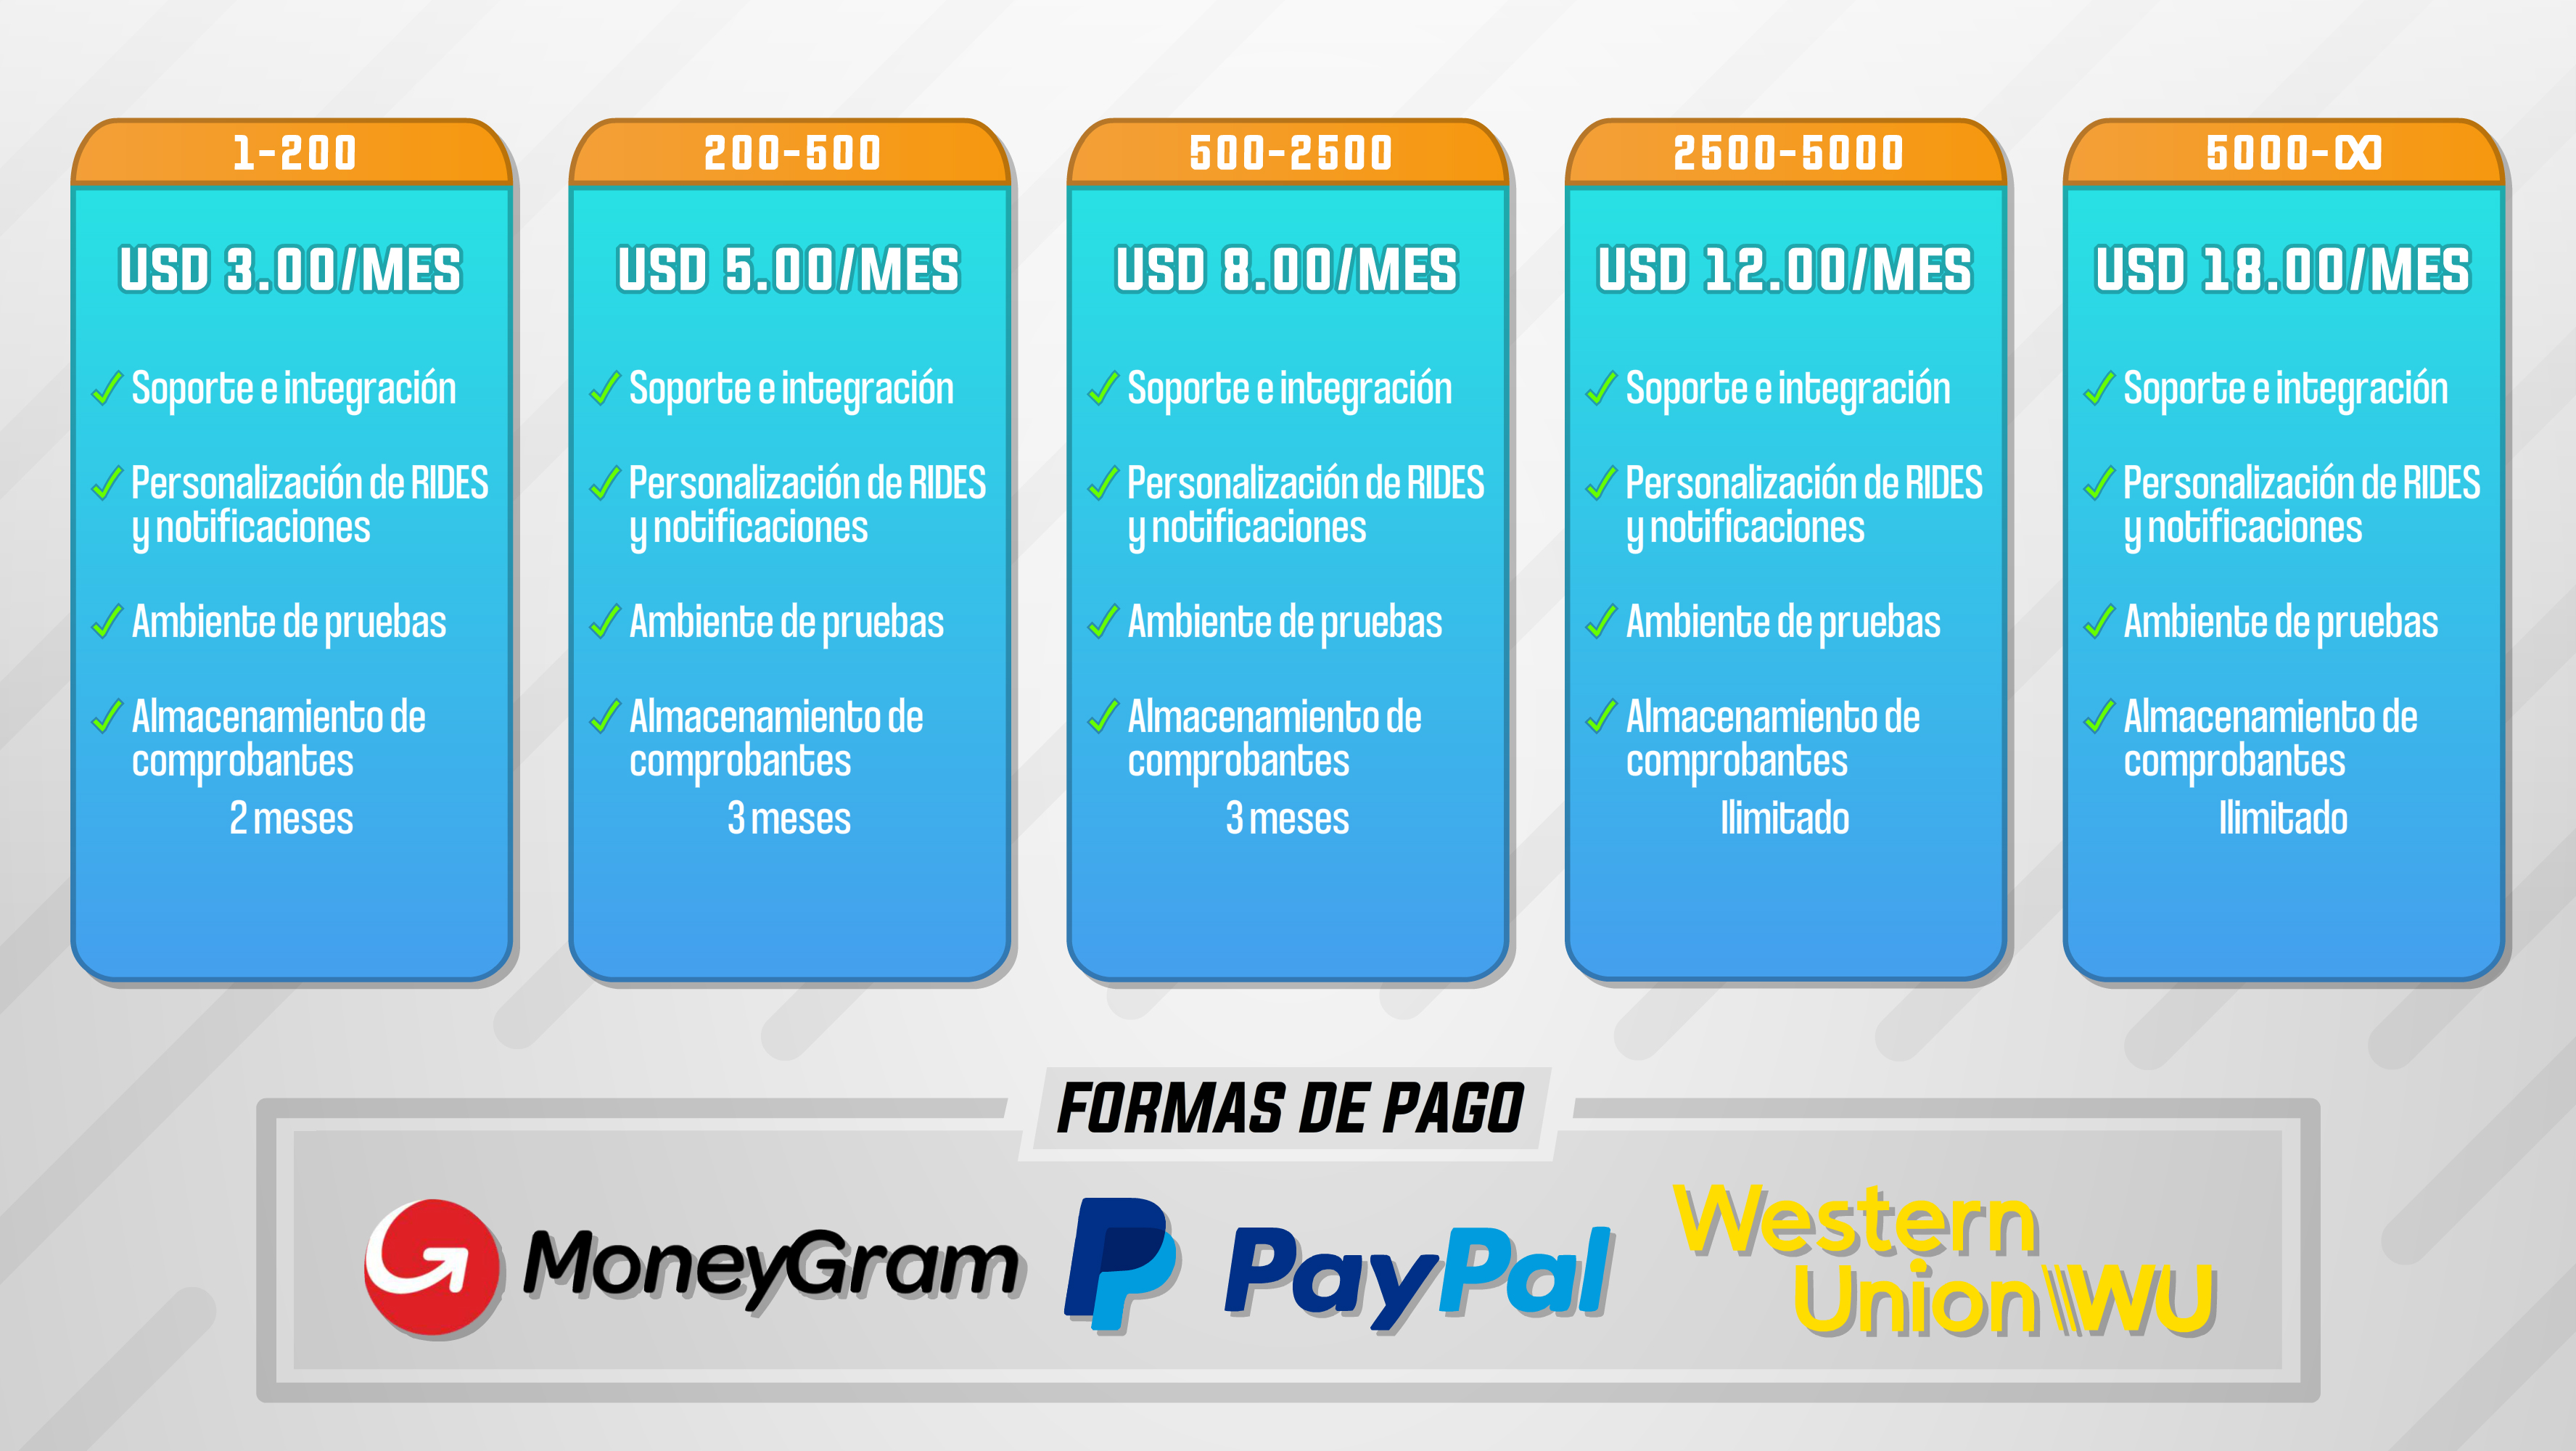 1-200
USD 3.00/MES
Soporte e integración
Personalización de RIDES
y notificaciones
Ambiente de pruebas
Almacenamiento de
comprobantes
2 meses
200-500
USD 5.00/MES
Soporte e integración
Personalización de RIDES
y notificaciones
Ambiente de pruebas
Almacenamiento de
comprobantes
3 meses
500-2500
USD 8.00/MES
Soporte e integración
Personalización de RIDES
y notificaciones
Ambiente de pruebas
Almacenamiento de
comprobantes
3 meses
2500-5000
USD 12.00/MES
Soporte e integración
Personalización de RIDES
y notificaciones
Ambiente de pruebas
Almacenamiento de
comprobantes
Ilimitado
5000-∞
USD 18.00/MES
Soporte e integración
Personalización de RIDES
y notificaciones
Ambiente de pruebas
Almacenamiento de
comprobantes
Ilimitado
FORMAS DE PAGO
MoneyGram
PayPal
Western
Union\\WU